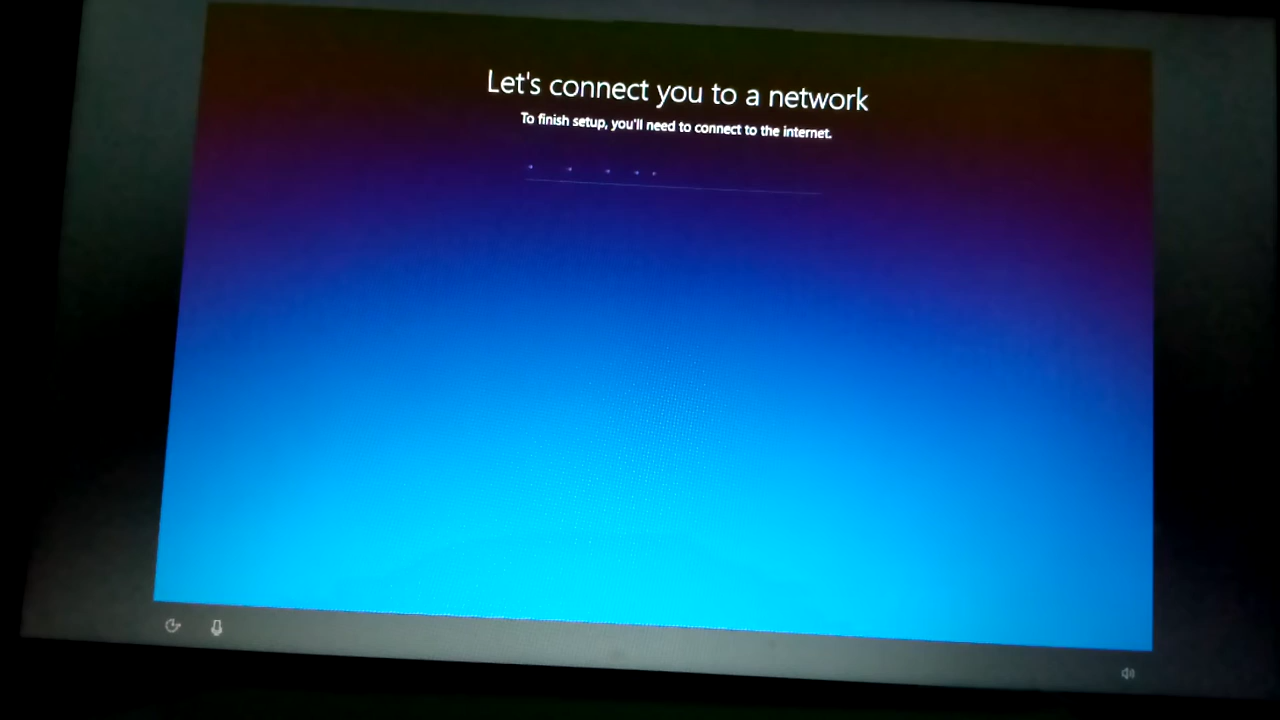 Let's connect you to a network
To finish setup, you'll need to connect to the internet.